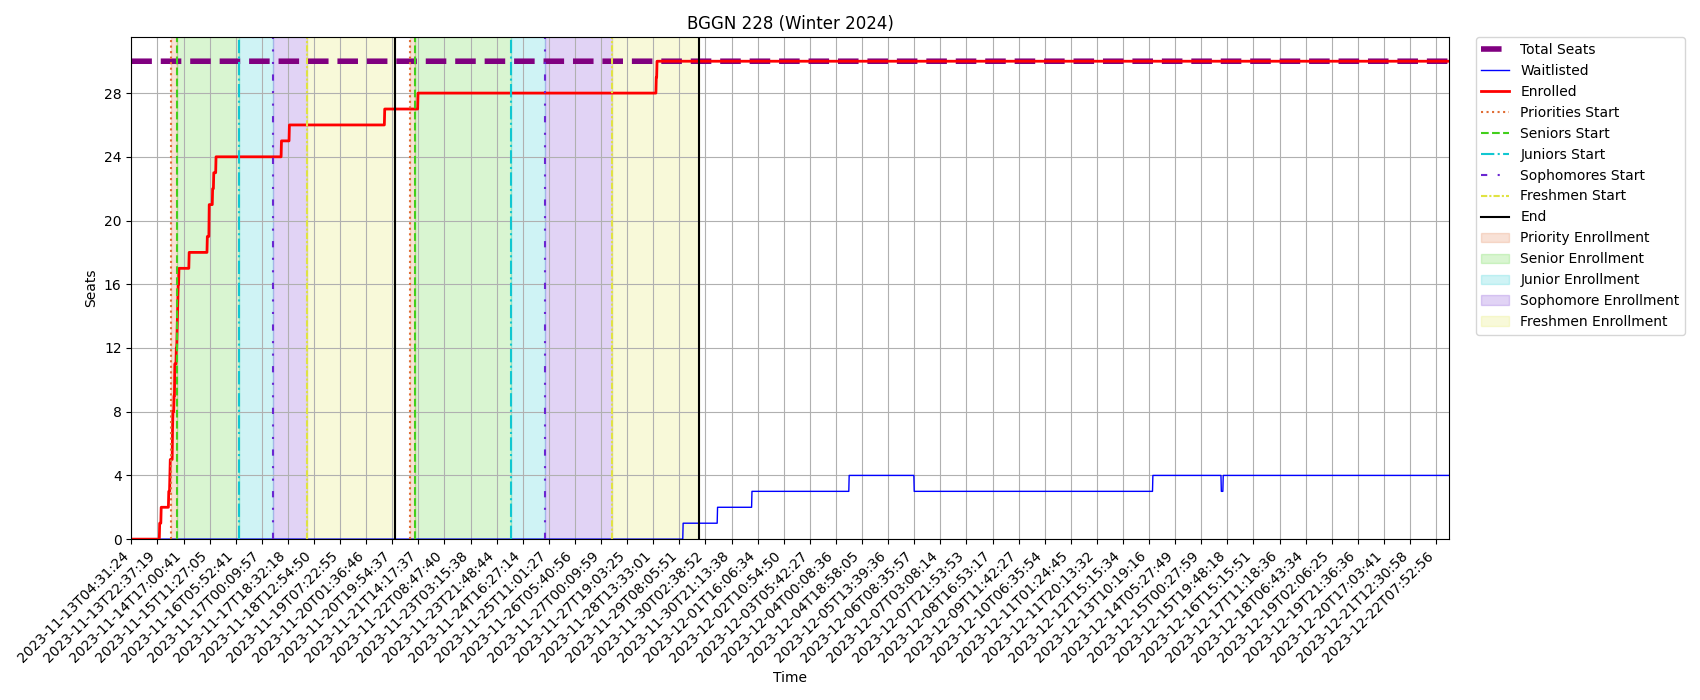 BGGN 228 (Winter 2024)
Total Seats
Waitlisted
Enrolled
Priorities Start
Seniors Start
Juniors Start
Sophomores Start
Freshmen Start
End
Priority Enrollment
Senior Enrollment
Junior Enrollment
Sophomore Enrollment
Freshmen Enrollment
Seats
28
24
20
16
12
8
4
0
2023-11-13T04:31:24
2023-11-13T22:37:19
2023-11-14T17:00:41
2023-11-15T11:27:05
2023-11-16T05:52:41
2023-11-17T00:09:57
2023-11-17T18:32:18
2023-11-18T12:54:50
2023-11-19T07:22:55
2023-11-20T01:36:46
2023-11-20T19:54:37
2023-11-21T14:17:37
2023-11-22T08:47:40
2023-11-23T03:15:38
2023-11-23T21:48:44
2023-11-24T16:27:14
2023-11-25T11:01:27
2023-11-26T05:40:56
2023-11-27T00:09:59
2023-11-27T19:03:25
2023-11-28T13:33:01
2023-11-29T08:05:51
2023-11-30T02:38:52
2023-11-30T21:13:38
2023-12-01T16:06:34
2023-12-02T10:54:50
2023-12-03T05:42:27
2023-12-04T00:08:36
2023-12-04T18:58:05
2023-12-05T13:39:36
2023-12-06T08:35:57
2023-12-07T03:08:14
2023-12-07T21:53:53
2023-12-08T16:53:17
2023-12-09T11:42:27
2023-12-10T06:35:54
2023-12-11T01:24:45
2023-12-11T20:13:32
2023-12-12T15:15:34
2023-12-13T10:19:16
2023-12-14T05:27:49
2023-12-15T00:27:59
2023-12-15T19:48:18
2023-12-16T15:15:51
2023-12-17T11:18:36
2023-12-18T06:43:34
2023-12-19T02:06:25
2023-12-19T21:36:36
2023-12-20T17:03:41
2023-12-21T12:30:58
2023-12-22T07:52:56
Time